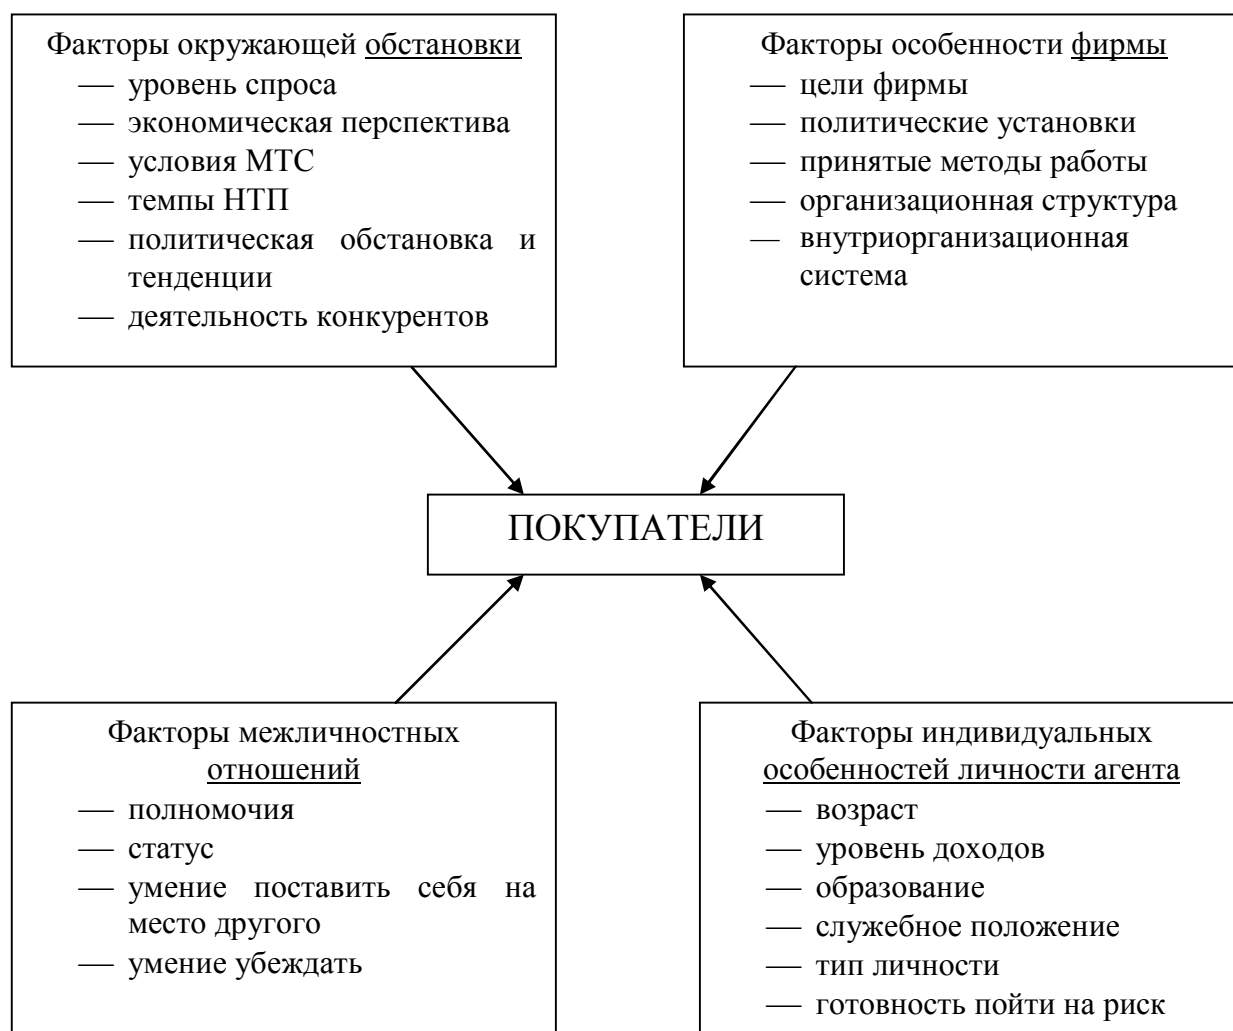 Факторы окружающей обстановки
— уровень спроса
— экономическая перспектива
— условия МТС
— темпы НТП
— политическая обстановка и
тенденции
— деятельность конкурентов
Факторы особенности фирмы
— цели фирмы
— политические установки
— принятые методы работы
— организационная структура
— внутриорганизационная
система
ПОКУПАТЕЛИ
Факторы межличностных
отношений
— полномочия
— статус
— умение поставить себя на
место другого
— умение убеждать
Факторы индивидуальных
особенностей личности агента
— возраст
— уровень доходов
— образование
— служебное положение
— тип личности
— готовность пойти на риск